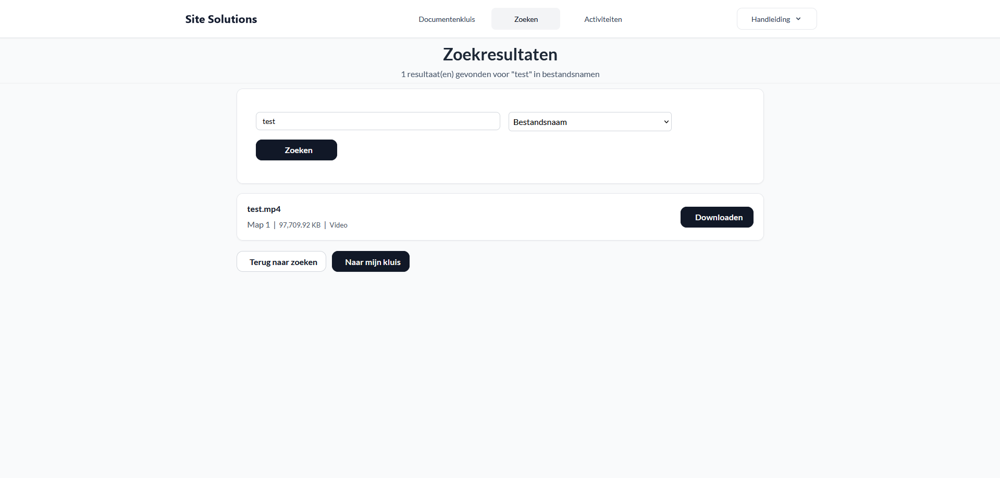 Site Solutions
Documentenkluis
Zoeken
Activiteiten
Handleiding
Zoekresultaten
1 resultaat(en) gevonden voor "test" in bestandsnamen
test
Bestandsnaam
Zoeken
test.mp4
Map 1 | 97,709.92 KB | Video
Downloaden
Terug naar zoeken
Naar mijn kluis